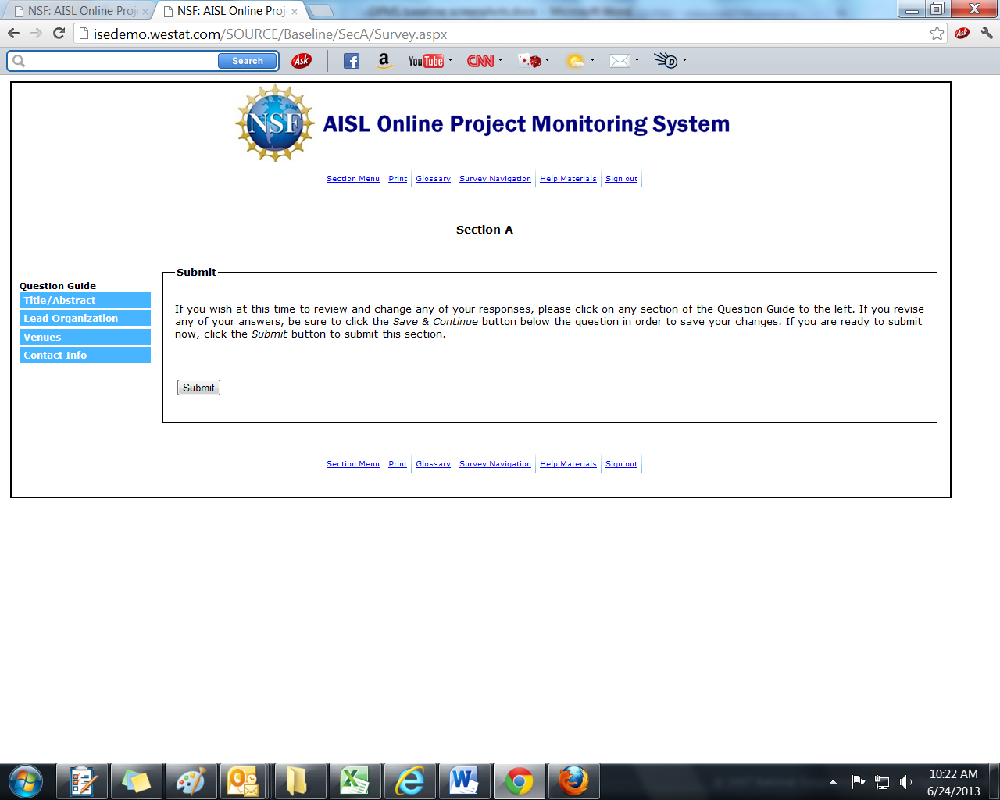 NSF: AISL Online Proj
NSF: AISL Online Proj
isedemo.westat.com/SOURCE/Baseline/SecA/Survey.aspx
Search
Ask
Ask
a
YouTube
CNN
D
NSF
AISL Online Project Monitoring System
Section Menu Print Glossary Survey Navigation Help Materials Sign out
Section A
Submit
Question Guide
Title/Abstract
Lead Organization
Venues
Contact Info
If you wish at this time to review and change any of your responses, please click on any section of the Question Guide to the left. If you revise
any of your answers, be sure to click the Save & Continue button below the question in order to save your changes. If you are ready to submit
now, click the Submit button to submit this section.
Submit
Section Menu Print Glossary Survey Navigation Help Materials Sign out
10:22 AM
6/24/2013